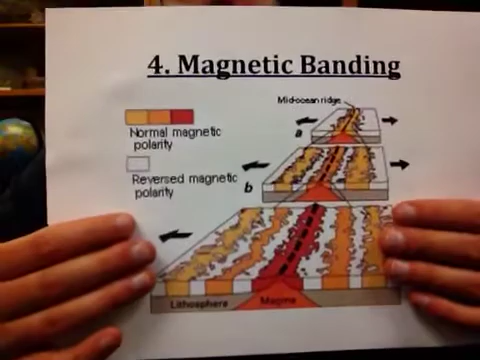 4. Magnetic Banding
Mid-ocean ridge
a
Normal magnetic
polarity
Reversed magnetic
polarity
b
Lithosphere
Magma